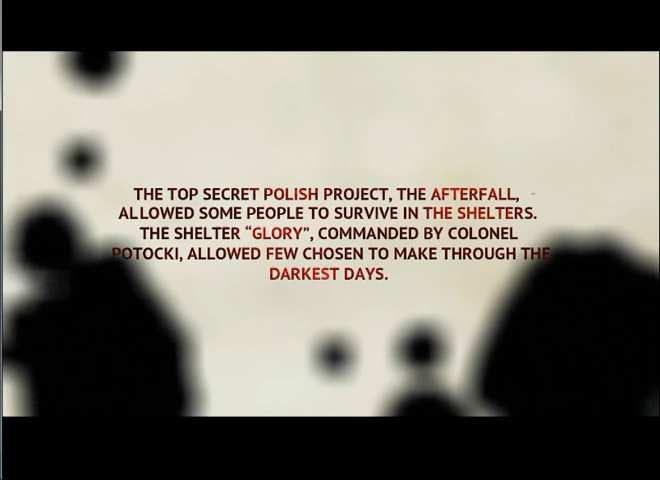 THE TOP SECRET POLISH PROJECT, THE AFTERFALL,
ALLOWED SOME PEOPLE TO SURVIVE IN THE SHELTERS.
THE SHELTER “GLORY”, COMMANDED BY COLONEL
POTOCKI, ALLOWED FEW CHOSEN TO MAKE THROUGH THE
DARKEST DAYS.